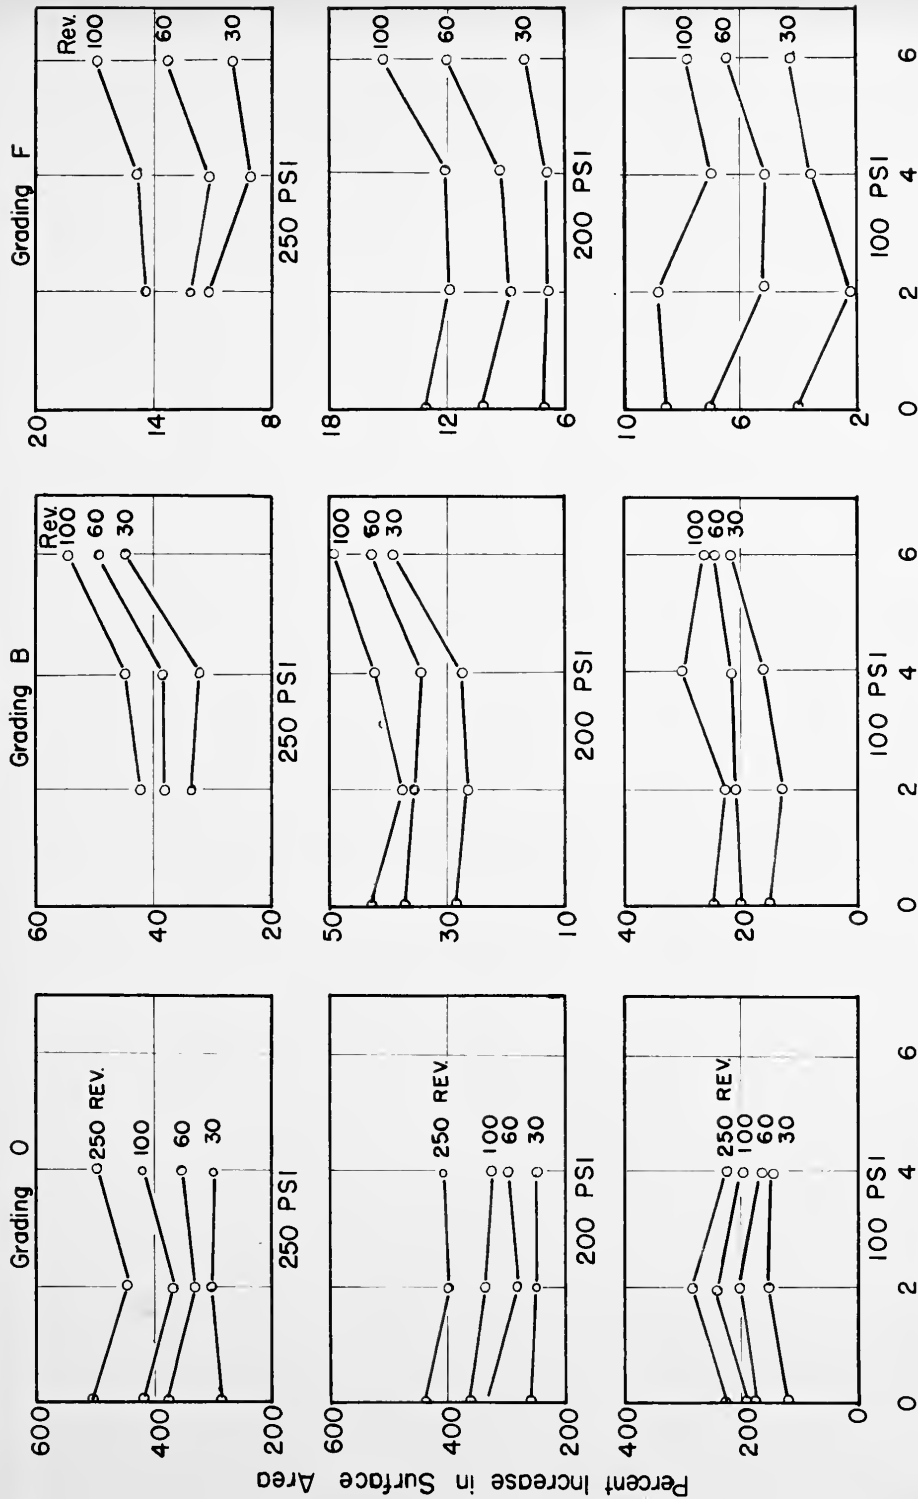 Grading O
600
400
200
250 REV.
100
60
30
250 PSI
Grading B
60
40
20
Rev.
100
60
30
250 PSI
Grading F
20
14
8
Rev.
100
60
30
250 PSI
600
400
200
250 REV.
100
60
30
200 PSI
50
30
10
100
60
30
200 PSI
18
12
6
100
60
30
200 PSI
Percent Increase in Surface Area
400
200
0
250 REV.
100
60
30
100 PSI
0 2 4 6
40
20
0
100
60
30
100 PSI
0 2 4 6
10
6
2
100
60
30
100 PSI
0 2 4 6